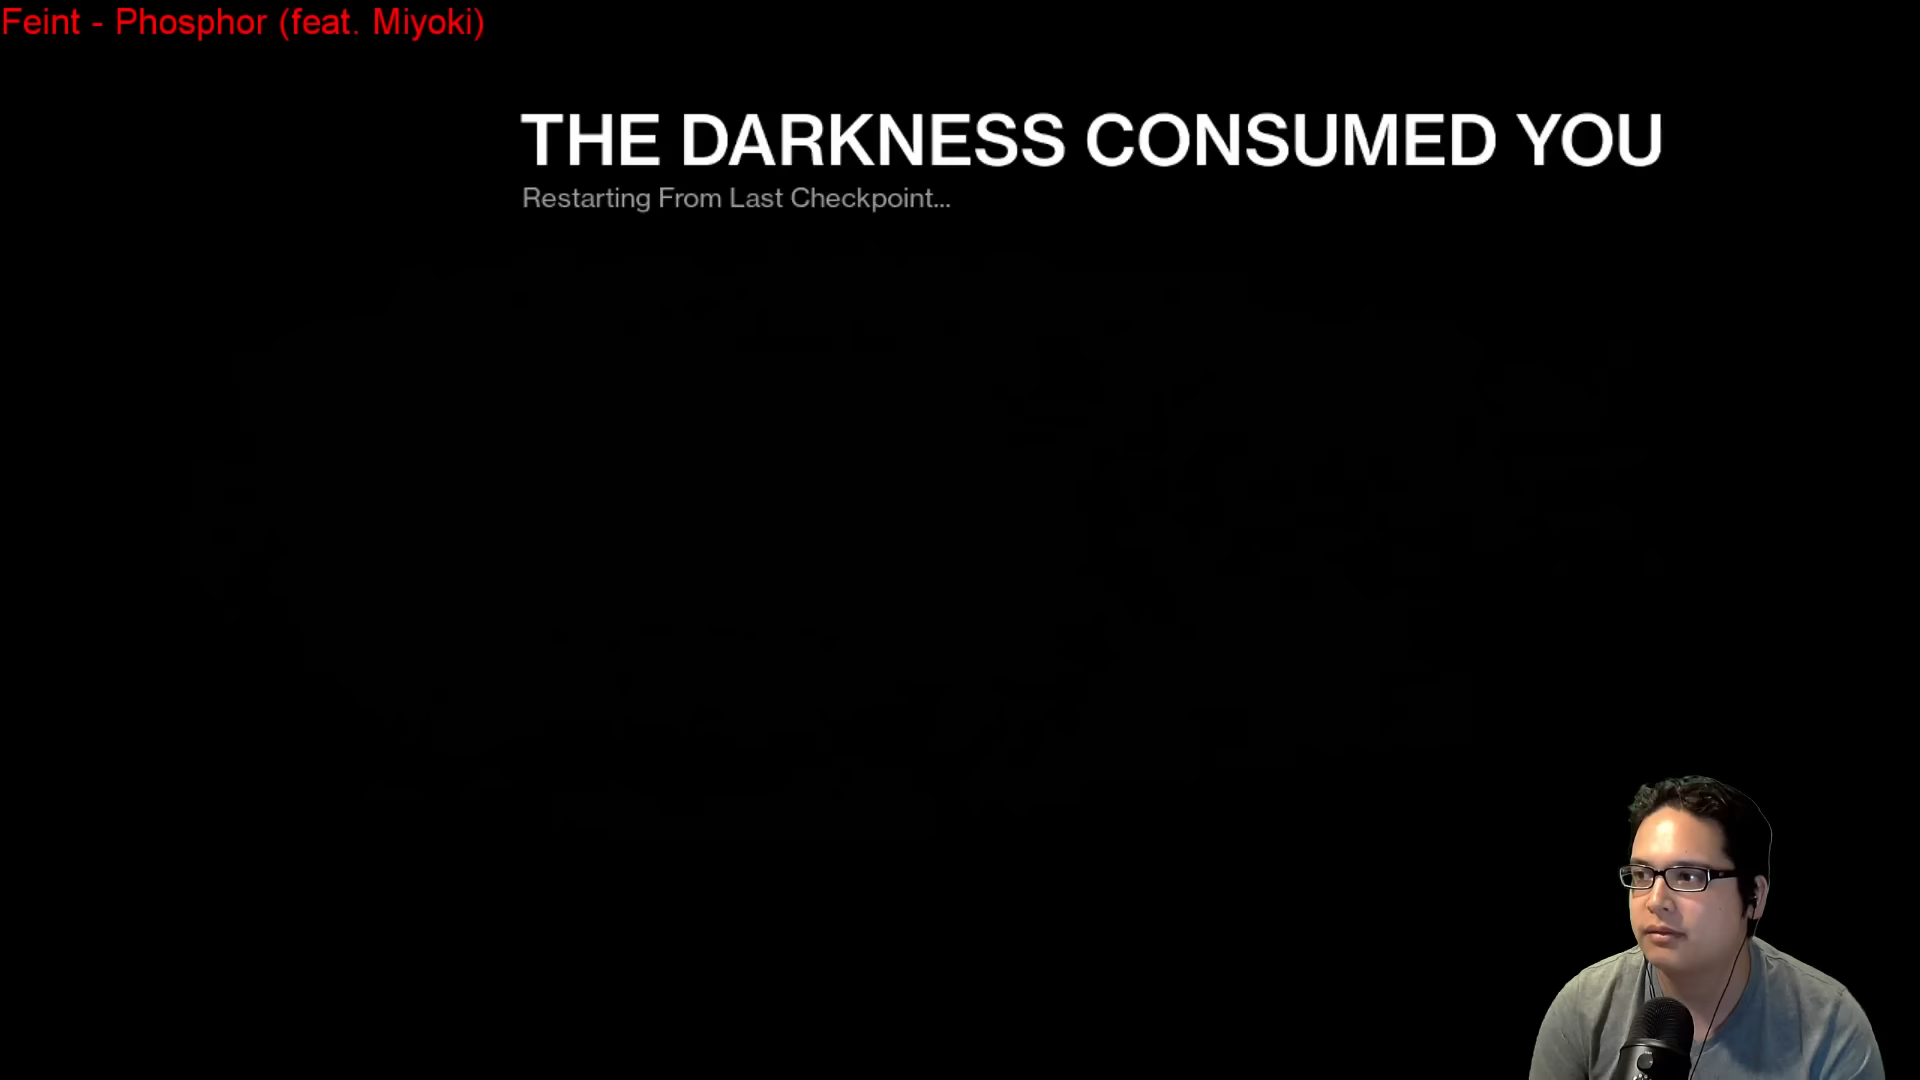 Feint - Phosphor (feat. Miyoki)
THE DARKNESS CONSUMED YOU
Restarting From Last Checkpoint...